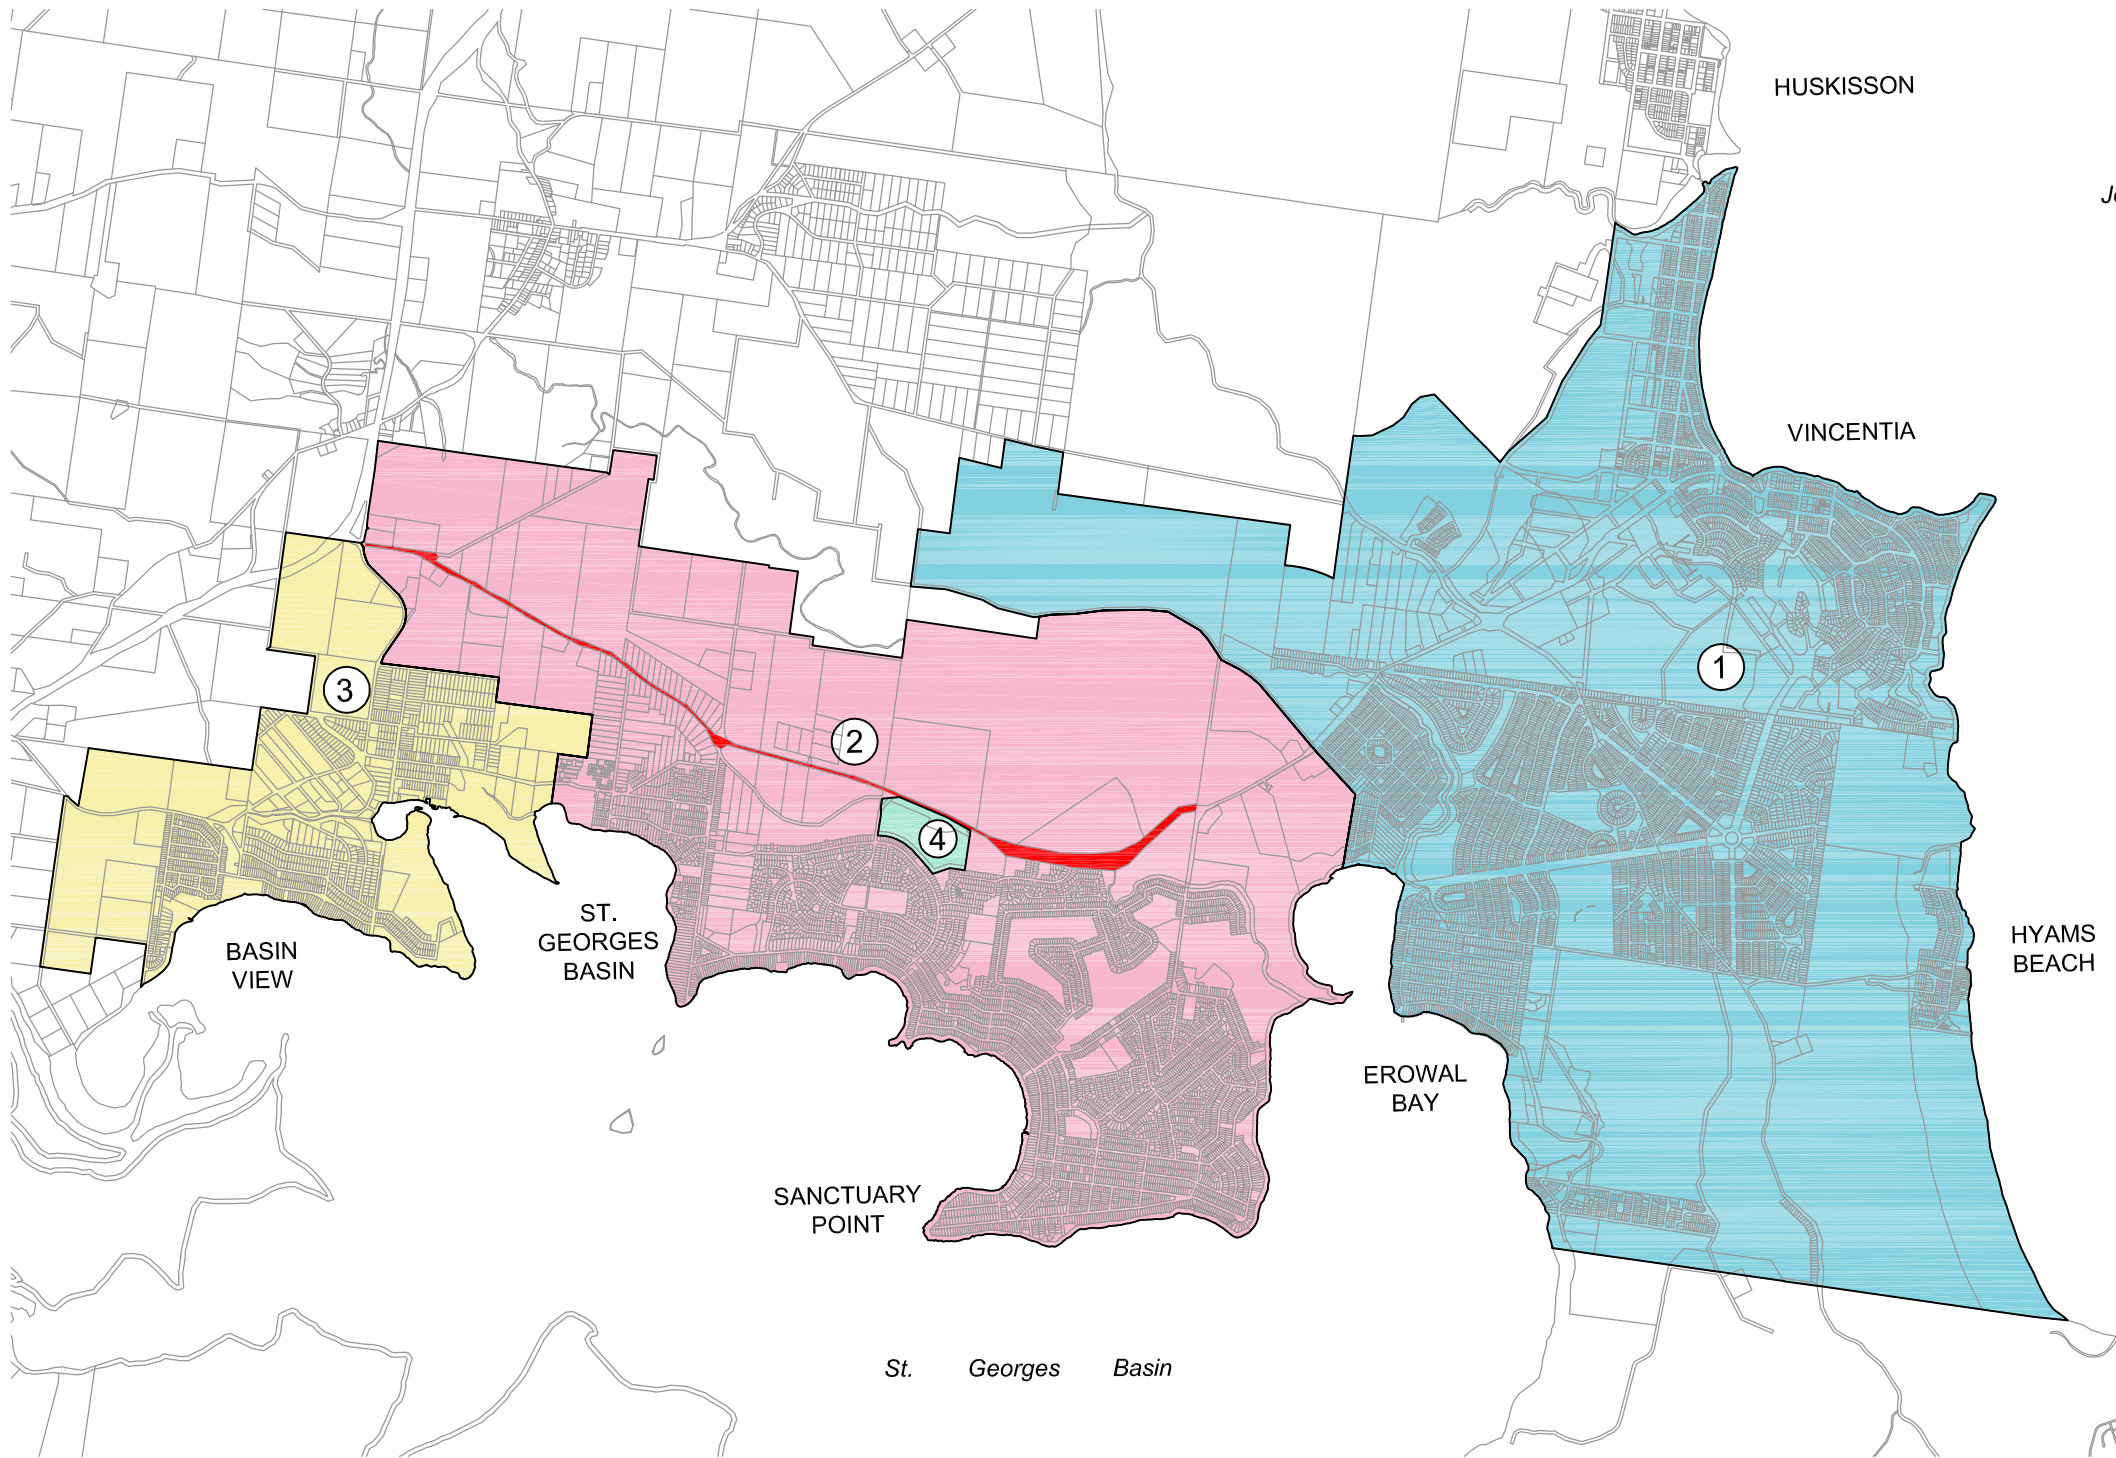 HUSKISSON
VINCENTIA
1
3
2
4
ST.
GEORGES
BASIN
BASIN
VIEW
HYAMS
BEACH
EROWAL
BAY
SANCTUARY
POINT
St. Georges Basin